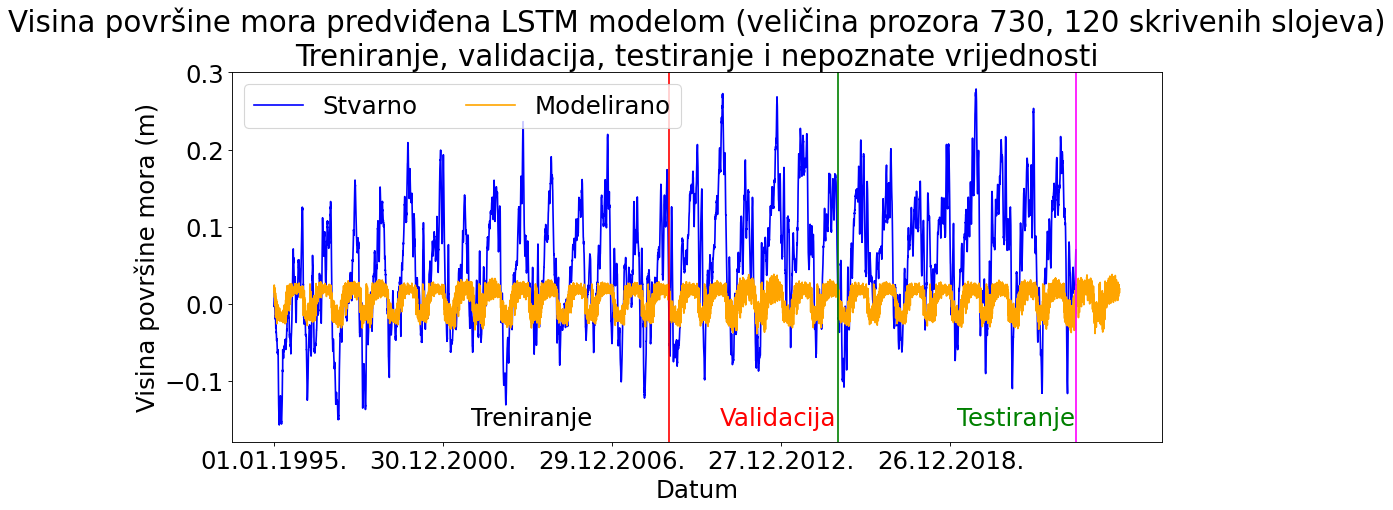 Visina površine mora predviđena LSTM modelom (veličina prozora 730, 120 skrivenih slojeva)
Treniranje, validacija, testiranje i nepoznate vrijednosti
Stvarno
Modelirano
Visina površine mora (m)
0.3
0.2
0.1
0.0
−0.1
Treniranje
Validacija
Testiranje
01.01.1995.
30.12.2000.
29.12.2006.
27.12.2012.
26.12.2018.
Datum